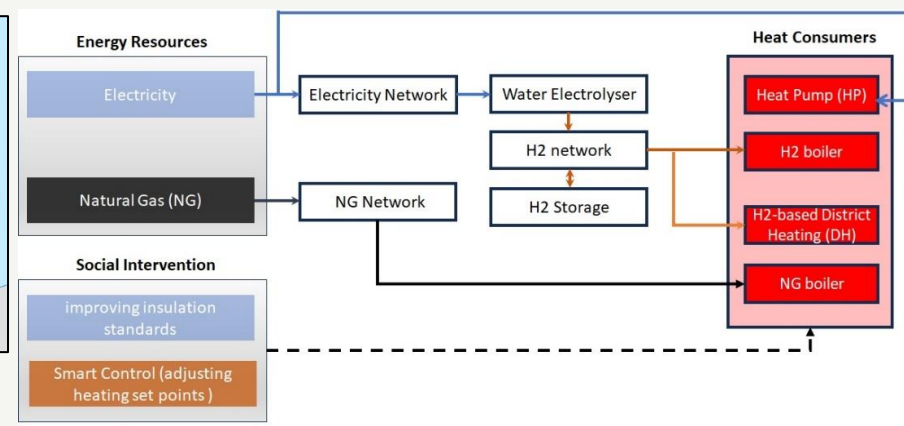 Energy Resources
Electricity
Natural Gas (NG)
Social Intervention
improving insulation
standards
Smart Control (adjusting
heating set points )
Electricity Network
NG Network
Water Electrolyser
H2 network
H2 Storage
Heat Consumers
Heat Pump (HP)
H2 boiler
H2-based District
Heating (DH)
NG boiler